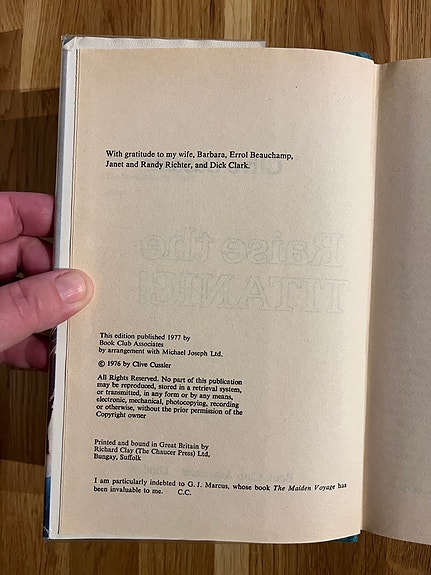 With gratitude to my wife, Barbara, Errol Beauchamp,
Janet and Randy Richter, and Dick Clark.
Raise the
TITANIC!
This edition published 1977 by
Book Club Associates
by arrangement with Michael Joseph Ltd.
© 1976 by Clive Cussler
All Rights Reserved. No part of this publication
may be reproduced, stored in a retrieval system,
or transmitted, in any form or by any means,
electronic, mechanical, photocopying, recording
or otherwise, without the prior permission of the
Copyright owner
Printed and bound in Great Britain by
Richard Clay (The Chaucer Press) Ltd,
Bungay, Suffolk
I am particularly indebted to G. J. Marcus, whose book The Maiden Voyage has
been invaluable to me. C.C.